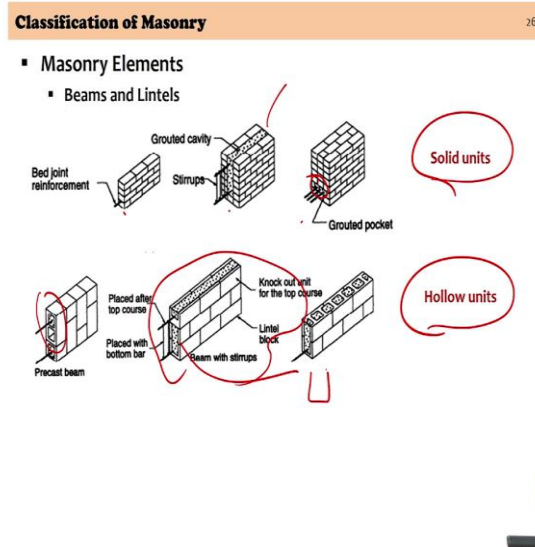 Classification of Masonry
26
▪ Masonry Elements
▪ Beams and Lintels
Grouted cavity
Bed joint
reinforcement
Stirrups
Solid units
Grouted pocket
Placed after
top course
Knock out unit
for the top course
Hollow units
Placed with
bottom bar
Lintel
block
Beam with stirrups
Precast beam